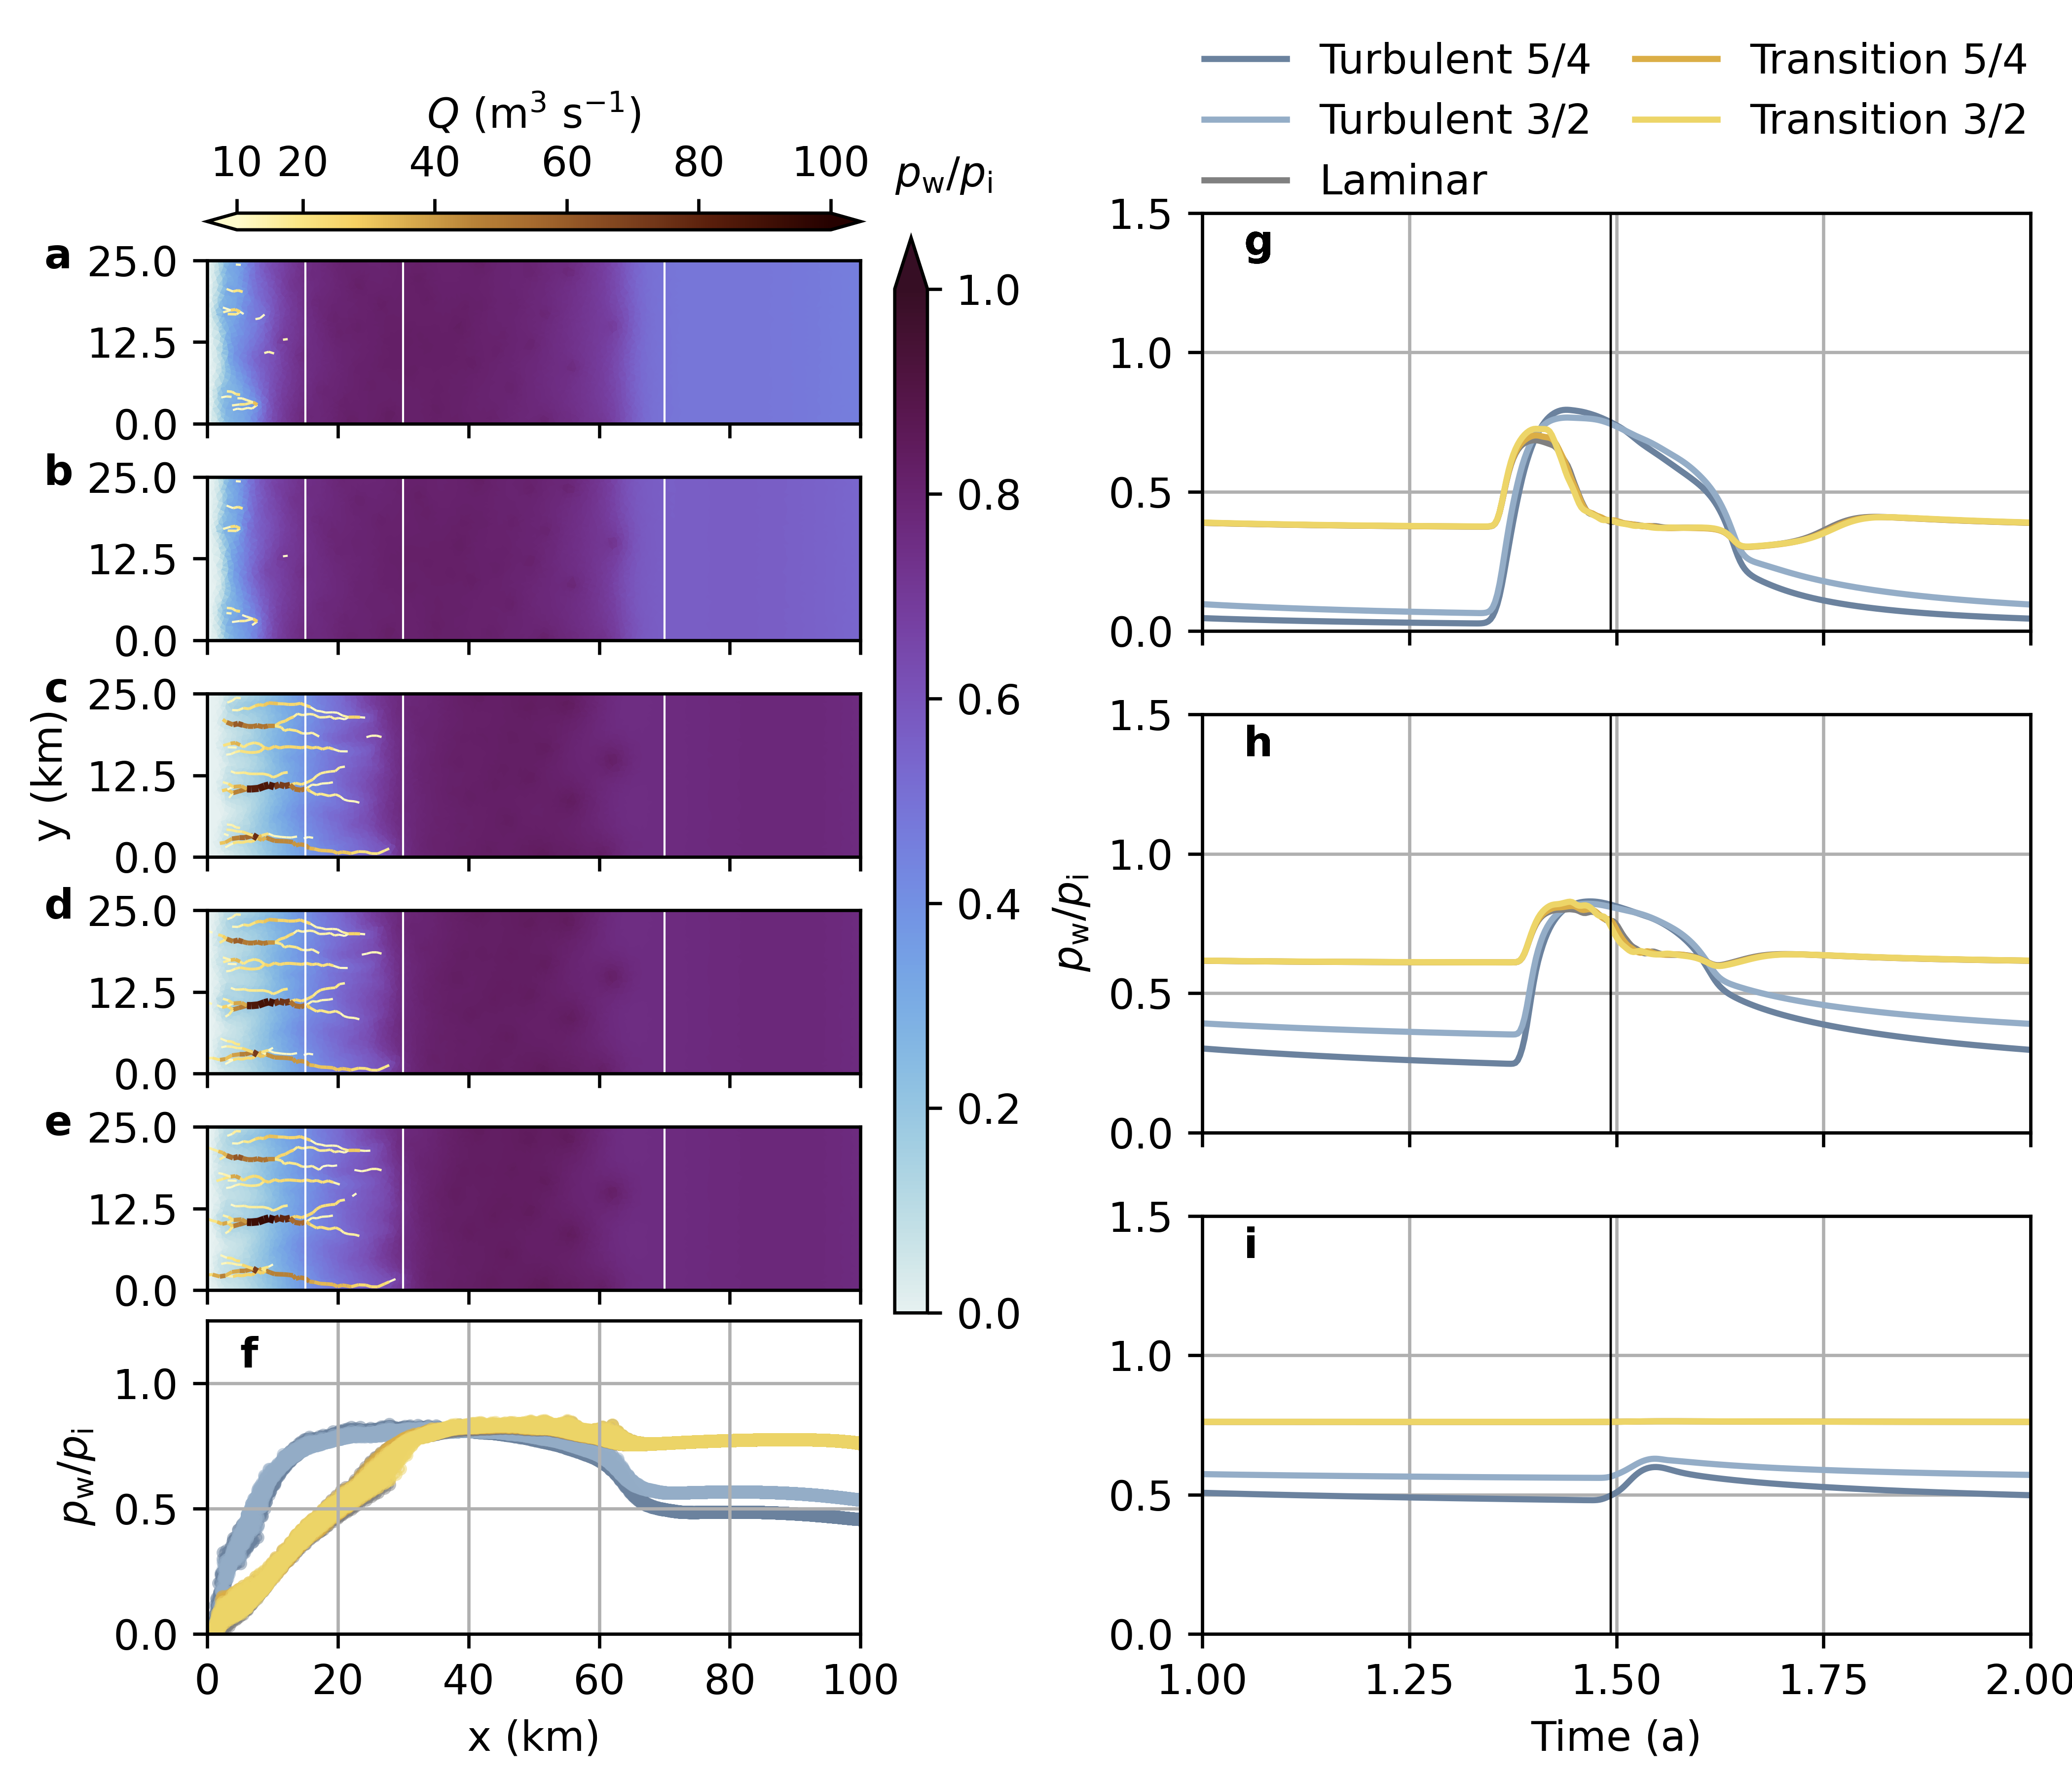 Turbulent 5/4 Transition 5/4
Turbulent 3/2 Transition 3/2
Laminar
Q (m³ s⁻¹)
10 20 40 60 80 100
p_w/p_i
1.0
0.8
0.6
0.4
0.2
0.0
a
25.0
12.5
0.0
b
25.0
12.5
0.0
c
25.0
12.5
0.0
d
25.0
12.5
0.0
e
25.0
12.5
0.0
y (km)
f
1.0
0.5
0.0
p_w/p_i
0 20 40 60 80 100
x (km)
g
1.5
1.0
0.5
0.0
h
1.5
1.0
0.5
0.0
p_w/p_i
i
1.5
1.0
0.5
0.0
1.00 1.25 1.50 1.75 2.00
Time (a)